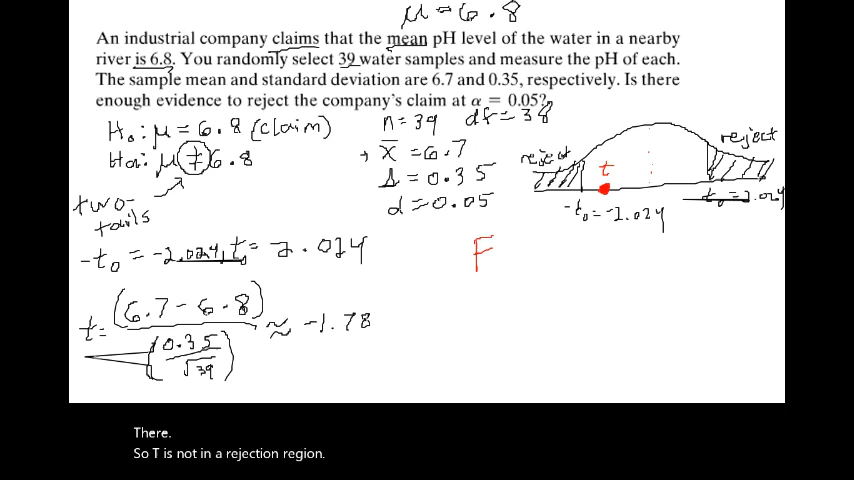 μ = 6.8
An industrial company claims that the mean pH level of the water in a nearby
river is 6.8. You randomly select 39 water samples and measure the pH of each.
The sample mean and standard deviation are 6.7 and 0.35, respectively. Is there
enough evidence to reject the company's claim at α = 0.05?
H₀: μ = 6.8 (claim)
Ha: μ ≠ 6.8
two-
tails
n = 39 df = 38
x̄ = 6.7
s = 0.35
α = 0.05
reject
reject
t
-t₀ = -2.024
t₀ = 2.024
-t₀ = -2.024, t₀ = 2.024
F
t = (6.7 - 6.8) / (0.35 / √39) ≈ -1.78
There.
So T is not in a rejection region.